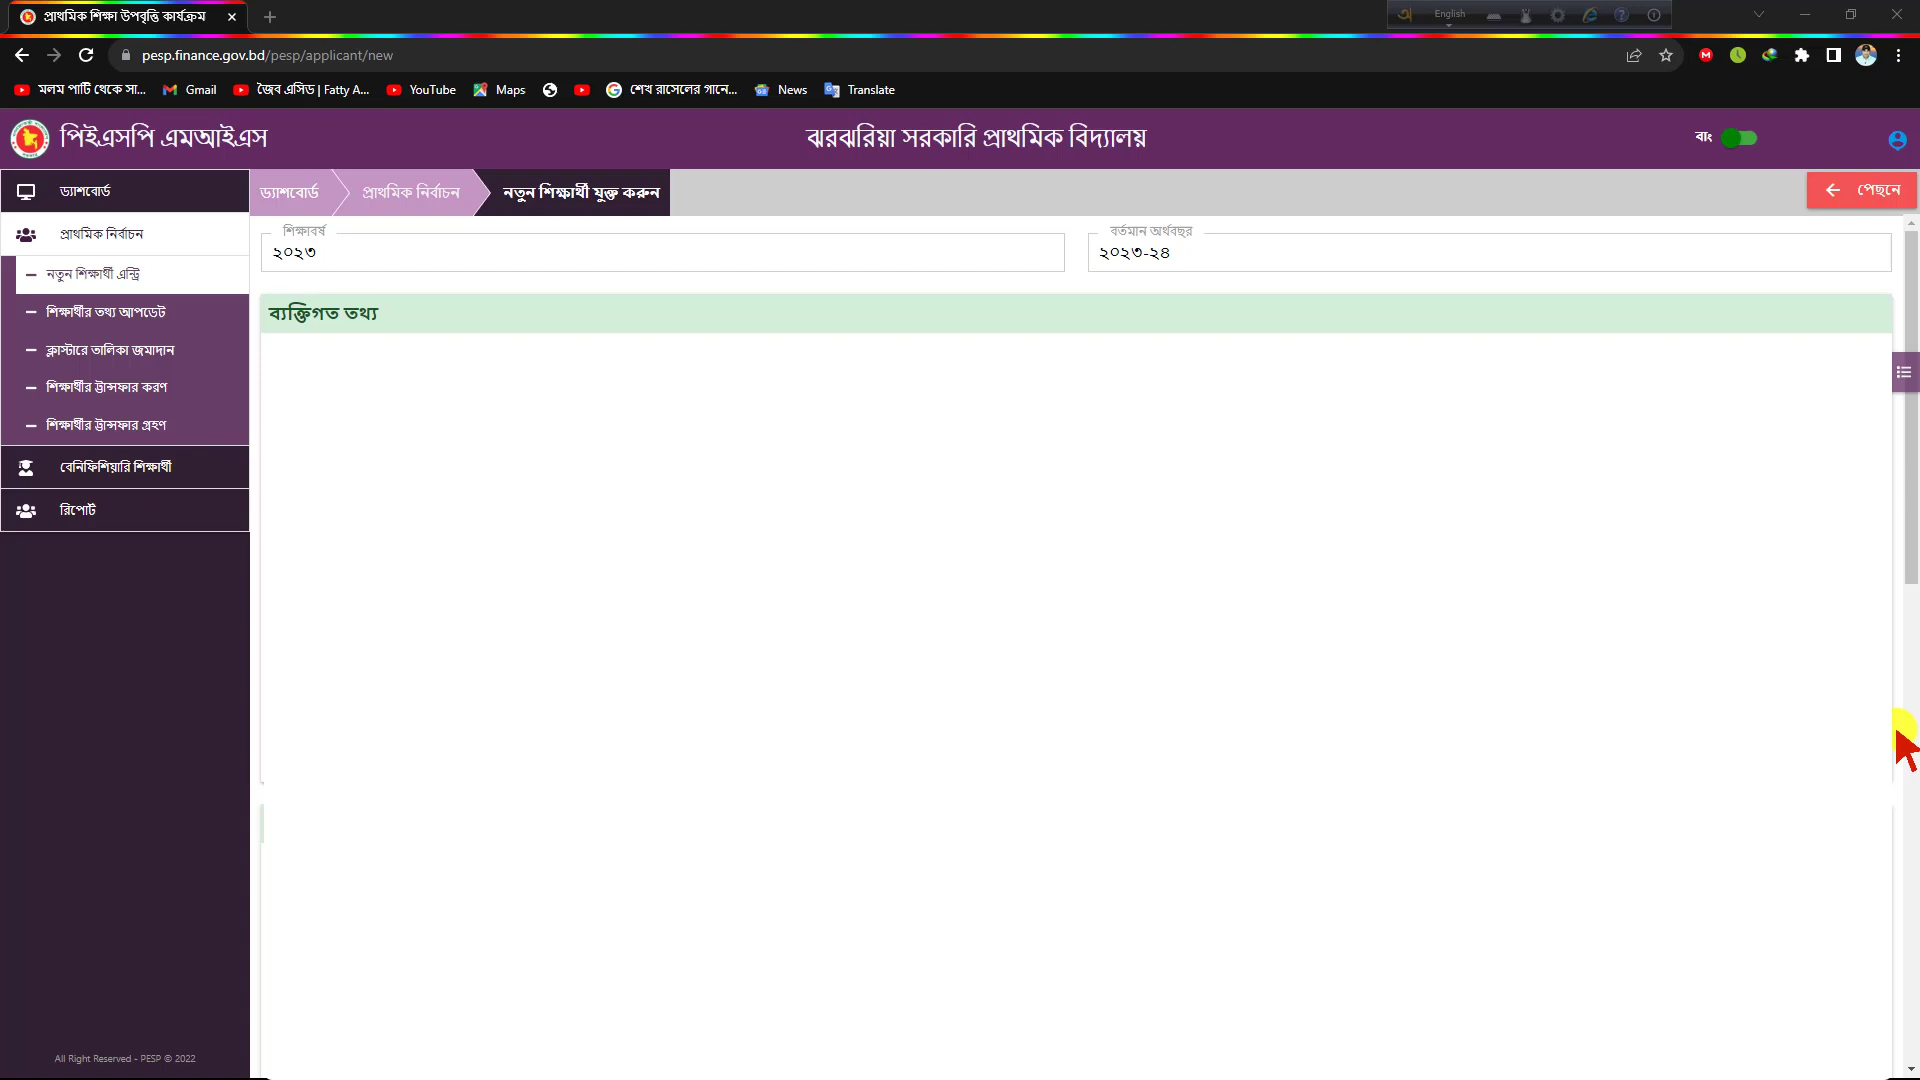 প্রাথমিক শিক্ষা উপবৃত্তি কার্যক্রম
English
pesp.finance.gov.bd/pesp/applicant/new
মলম পার্টি থেকে সা... Gmail জৈব এসিড | Fatty A... YouTube Maps শেখ রাসেলের গানে... News Translate
পিইএসপি এমআইএস
ঝরঝরিয়া সরকারি প্রাথমিক বিদ্যালয়
বাং
ড্যাশবোর্ড
প্রাথমিক নির্বাচন
নতুন শিক্ষার্থী এন্ট্রি
শিক্ষার্থীর তথ্য আপডেট
ক্লাস্টারে তালিকা জমাদান
শিক্ষার্থীর ট্রান্সফার করণ
শিক্ষার্থীর ট্রান্সফার গ্রহণ
বেনিফিশিয়ারি শিক্ষার্থী
রিপোর্ট
All Right Reserved - PESP © 2022
ড্যাশবোর্ড প্রাথমিক নির্বাচন নতুন শিক্ষার্থী যুক্ত করুন
পেছনে
শিক্ষাবর্ষ
২০২৩
বর্তমান অর্থবছর
২০২৩-২৪
ব্যক্তিগত তথ্য